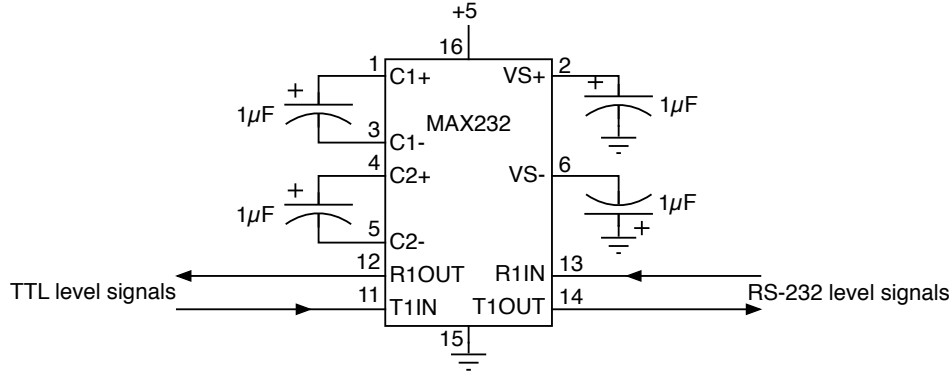 +5
16
1 C1+ VS+ 2
+ +
1µF 1µF
MAX232
3 C1-
4 C2+ VS- 6
+
1µF 1µF
+
5 C2-
12 R1OUT R1IN 13
TTL level signals RS-232 level signals
11 T1IN T1OUT 14
15